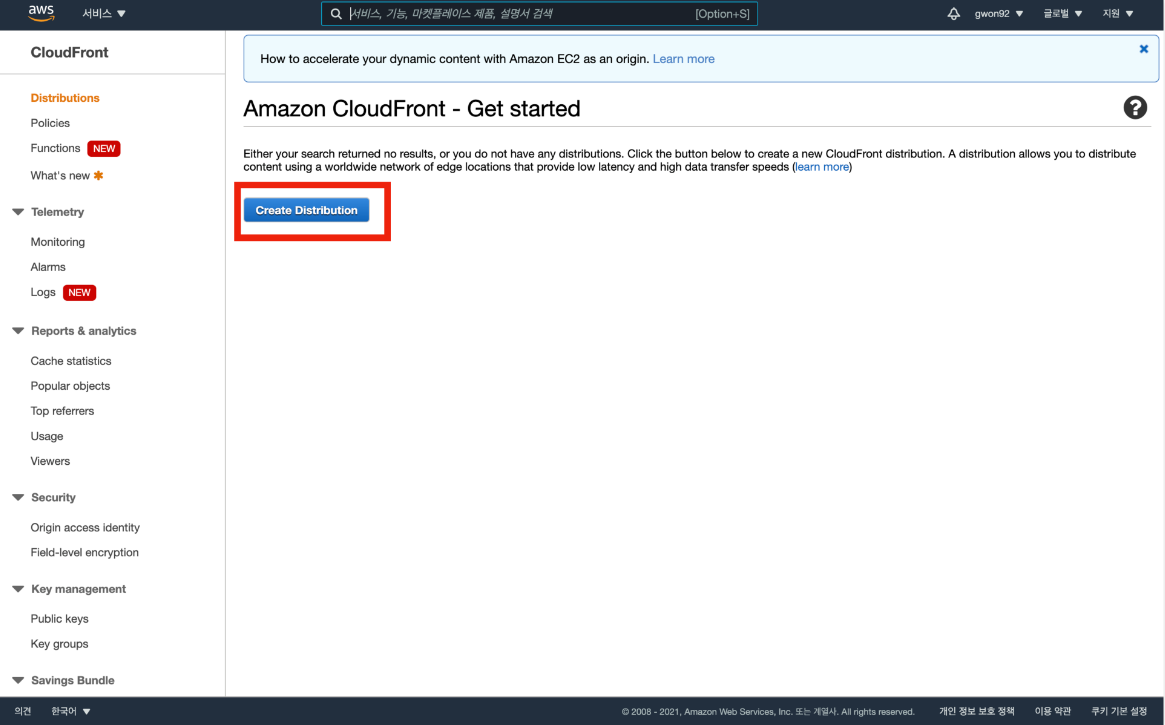 aws 서비스 ▼ 서비스, 기능, 마켓플레이스 제품, 설명서 검색 [Option+S] gwon92 ▼ 글로벌 ▼ 지원 ▼
CloudFront
Distributions
Policies
Functions NEW
What's new
Telemetry
Monitoring
Alarms
Logs NEW
Reports & analytics
Cache statistics
Popular objects
Top referrers
Usage
Viewers
Security
Origin access identity
Field-level encryption
Key management
Public keys
Key groups
Savings Bundle
How to accelerate your dynamic content with Amazon EC2 as an origin. Learn more
Amazon CloudFront - Get started
Either your search returned no results, or you do not have any distributions. Click the button below to create a new CloudFront distribution. A distribution allows you to distribute
content using a worldwide network of edge locations that provide low latency and high data transfer speeds (learn more)
Create Distribution
의견 한국어 ▼ © 2008 - 2021, Amazon Web Services, Inc. 또는 계열사. All rights reserved. 개인 정보 보호 정책 이용 약관 쿠키 기본 설정